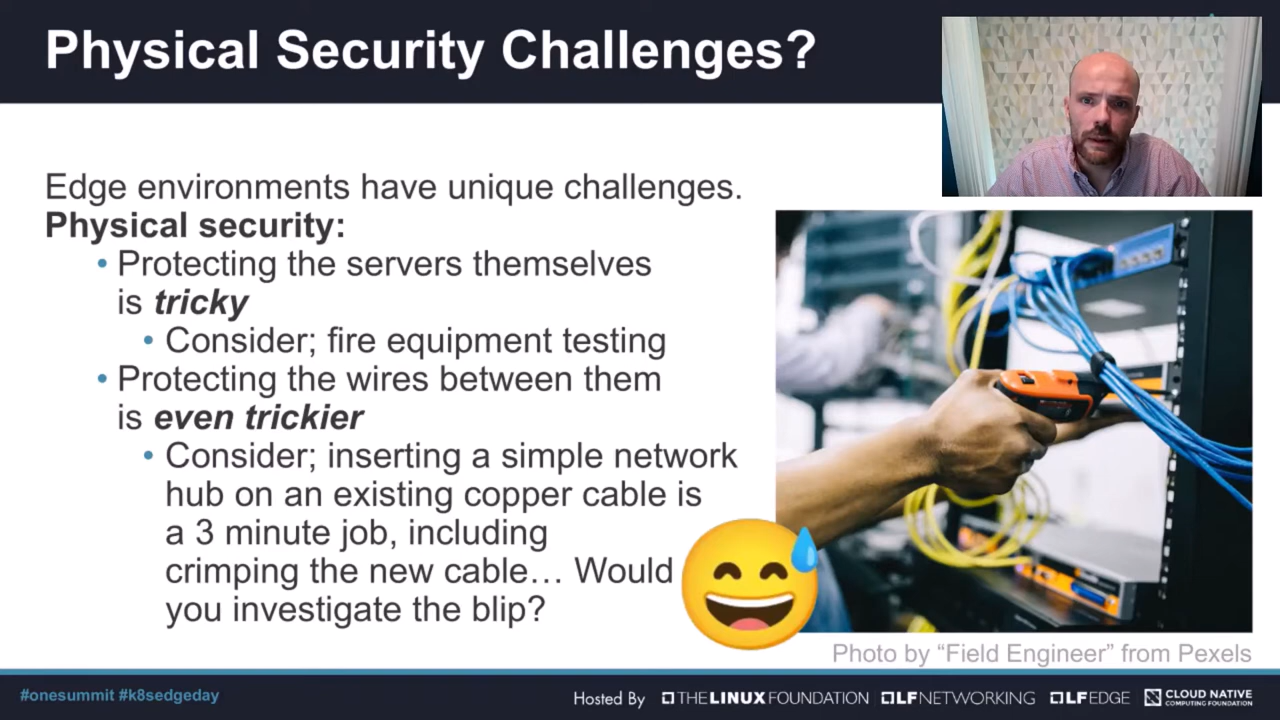 Physical Security Challenges?
Edge environments have unique challenges.
Physical security:
• Protecting the servers themselves
is tricky
• Consider; fire equipment testing
• Protecting the wires between them
is even trickier
• Consider; inserting a simple network
hub on an existing copper cable is
a 3 minute job, including
crimping the new cable… Would
you investigate the blip?
Photo by “Field Engineer” from Pexels
#onesummit #k8sedgeday
Hosted By THE LINUX FOUNDATION LF NETWORKING LF EDGE CLOUD NATIVE
COMPUTING FOUNDATION